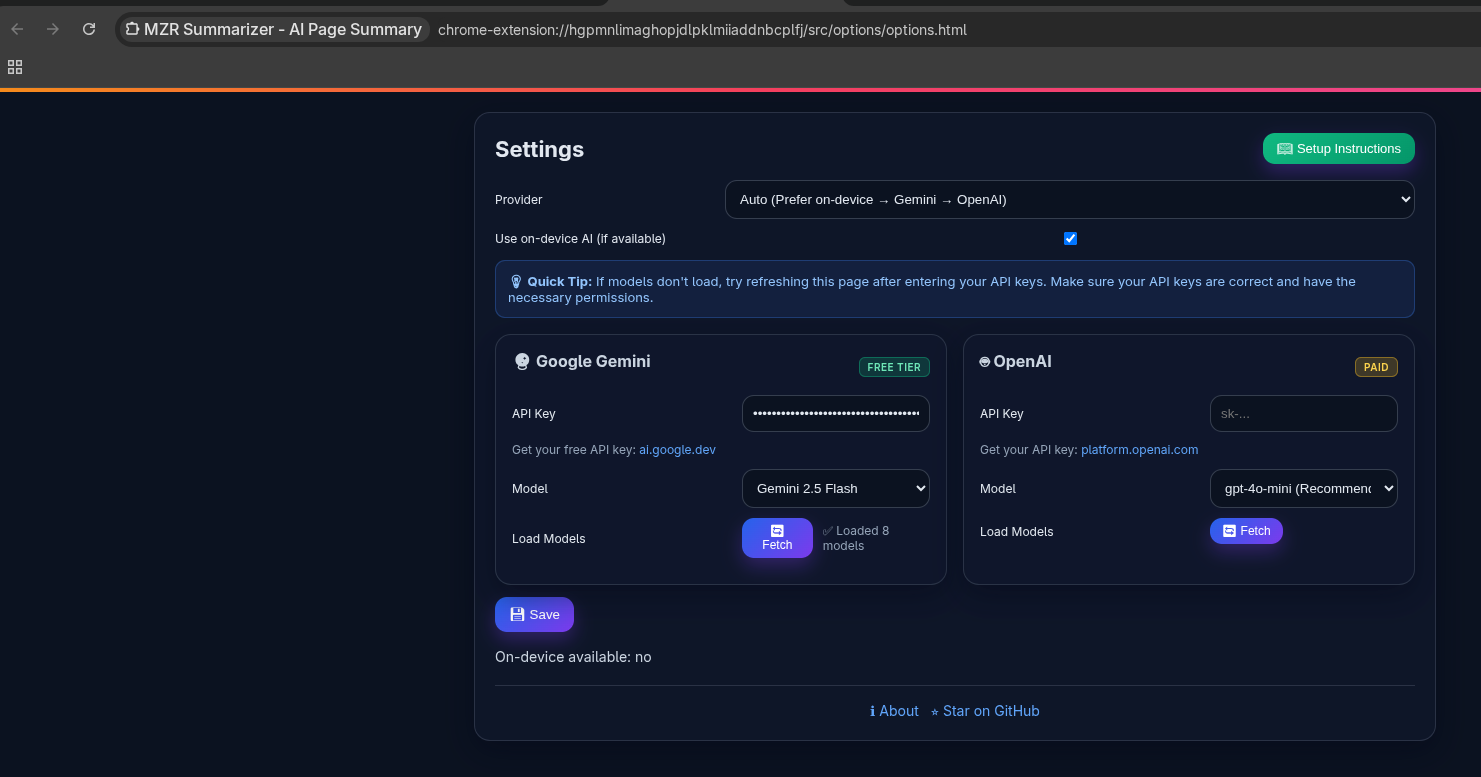 MZR Summarizer - AI Page Summary chrome-extension://hgpmnlimaghopjdlpklmiiaddnbcplfj/src/options/options.html
Settings
Setup Instructions
Provider
Auto (Prefer on-device → Gemini → OpenAI)
Use on-device AI (if available)
Quick Tip: If models don't load, try refreshing this page after entering your API keys. Make sure your API keys are correct and have the
necessary permissions.
Google Gemini
FREE TIER
API Key
••••••••••••••••••••••••••••••••••••
Get your free API key: ai.google.dev
Model
Gemini 2.5 Flash
Load Models
Fetch
✅ Loaded 8
models
OpenAI
PAID
API Key
sk-...
Get your API key: platform.openai.com
Model
gpt-4o-mini (Recommend
Load Models
Fetch
Save
On-device available: no
ℹ About ⭐ Star on GitHub